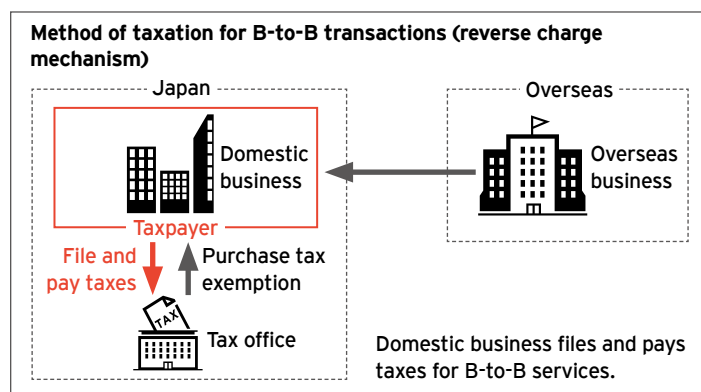 Method of taxation for B-to-B transactions (reverse charge
mechanism)
Japan
Overseas
Domestic
business
Overseas
business
Taxpayer
File and
pay taxes
Purchase tax
exemption
TAX
Tax office
Domestic business files and pays
taxes for B-to-B services.